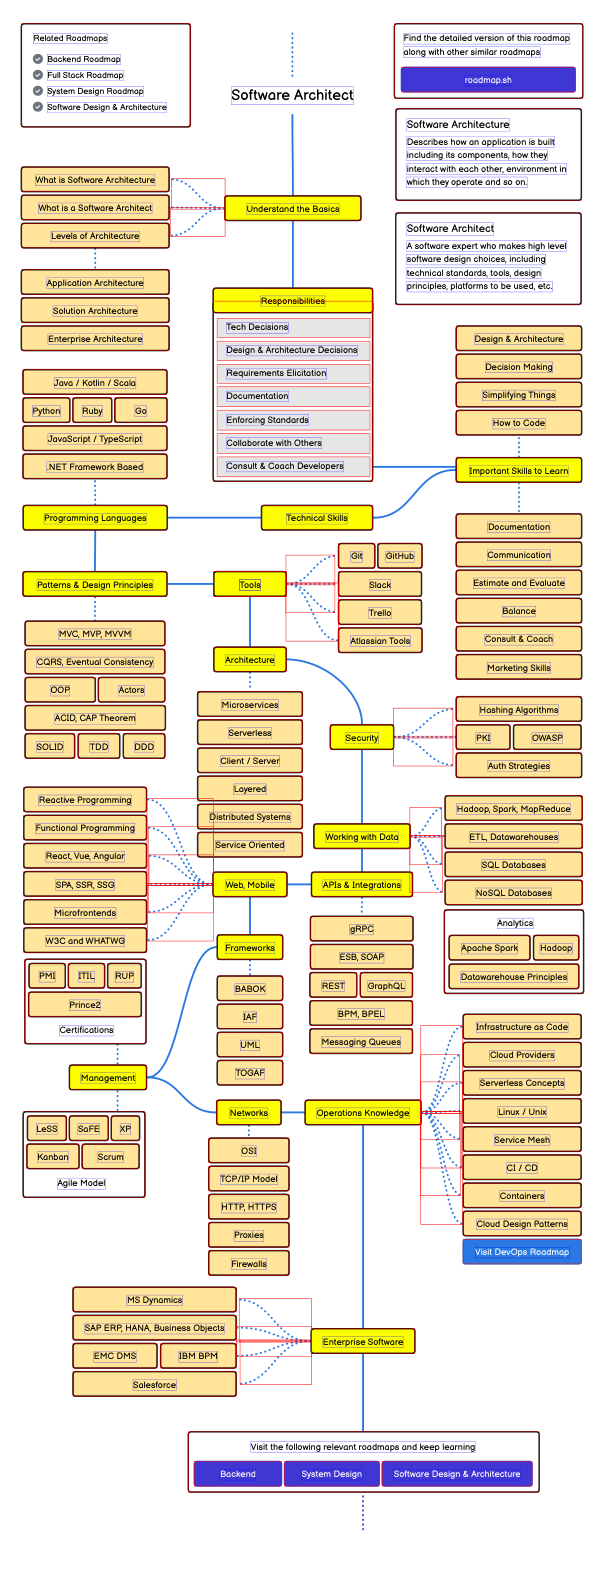 Related Roadmaps
Backend Roadmap
Full Stack Roadmap
System Design Roadmap
Software Design & Architecture
Software Architect
Find the detailed version of this roadmap
along with other similar roadmaps
roadmap.sh
Software Architecture
Describes how an application is built
including its components, how they
interact with each other, environment in
which they operate and so on.
Software Architect
A software expert who makes high level
software design choices, including
technical standards, tools, design
principles, platforms to be used, etc.
What is Software Architecture
What is a Software Architect
Levels of Architecture
Understand the Basics
Application Architecture
Solution Architecture
Enterprise Architecture
Responsibilities
Tech Decisions
Design & Architecture Decisions
Requirements Elicitation
Documentation
Enforcing Standards
Collaborate with Others
Consult & Coach Developers
Design & Architecture
Decision Making
Simplifying Things
How to Code
Important Skills to Learn
Documentation
Communication
Estimate and Evaluate
Balance
Consult & Coach
Marketing Skills
Java / Kotlin / Scala
Python
Ruby
Go
JavaScript / TypeScript
.NET Framework Based
Programming Languages
Technical Skills
Patterns & Design Principles
Tools
Git
GitHub
Slack
Trello
Atlassian Tools
MVC, MVP, MVVM
CQRS, Eventual Consistency
OOP
Actors
ACID, CAP Theorem
SOLID
TDD
DDD
Architecture
Microservices
Serverless
Client / Server
Layered
Distributed Systems
Service Oriented
Security
Hashing Algorithms
PKI
OWASP
Auth Strategies
Working with Data
Hadoop, Spark, MapReduce
ETL, Datawarehouses
SQL Databases
NoSQL Databases
Analytics
Apache Spark
Hadoop
Datawarehouse Principles
Reactive Programming
Functional Programming
React, Vue, Angular
SPA, SSR, SSG
Microfrontends
W3C and WHATWG
Web, Mobile
APIs & Integrations
gRPC
ESB, SOAP
REST
GraphQL
BPM, BPEL
Messaging Queues
Frameworks
BABOK
IAF
UML
TOGAF
PMI
ITIL
RUP
Prince2
Certifications
Management
LeSS
SaFE
XP
Kanban
Scrum
Agile Model
Networks
OSI
TCP/IP Model
HTTP, HTTPS
Proxies
Firewalls
Operations Knowledge
Infrastructure as Code
Cloud Providers
Serverless Concepts
Linux / Unix
Service Mesh
CI / CD
Containers
Cloud Design Patterns
Visit DevOps Roadmap
MS Dynamics
SAP ERP, HANA, Business Objects
EMC DMS
IBM BPM
Salesforce
Enterprise Software
Visit the following relevant roadmaps and keep learning
Backend
System Design
Software Design & Architecture